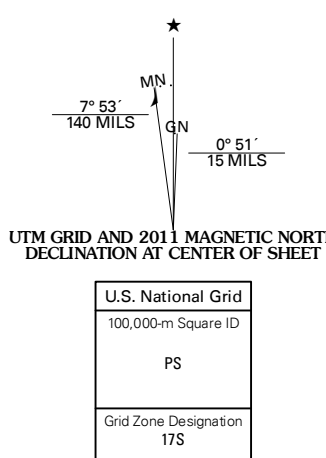 ★
MN
7° 53´
140 MILS
GN
0° 51´
15 MILS
UTM GRID AND 2011 MAGNETIC NORTH
DECLINATION AT CENTER OF SHEET
U.S. National Grid
100,000-m Square ID
PS
Grid Zone Designation
17S